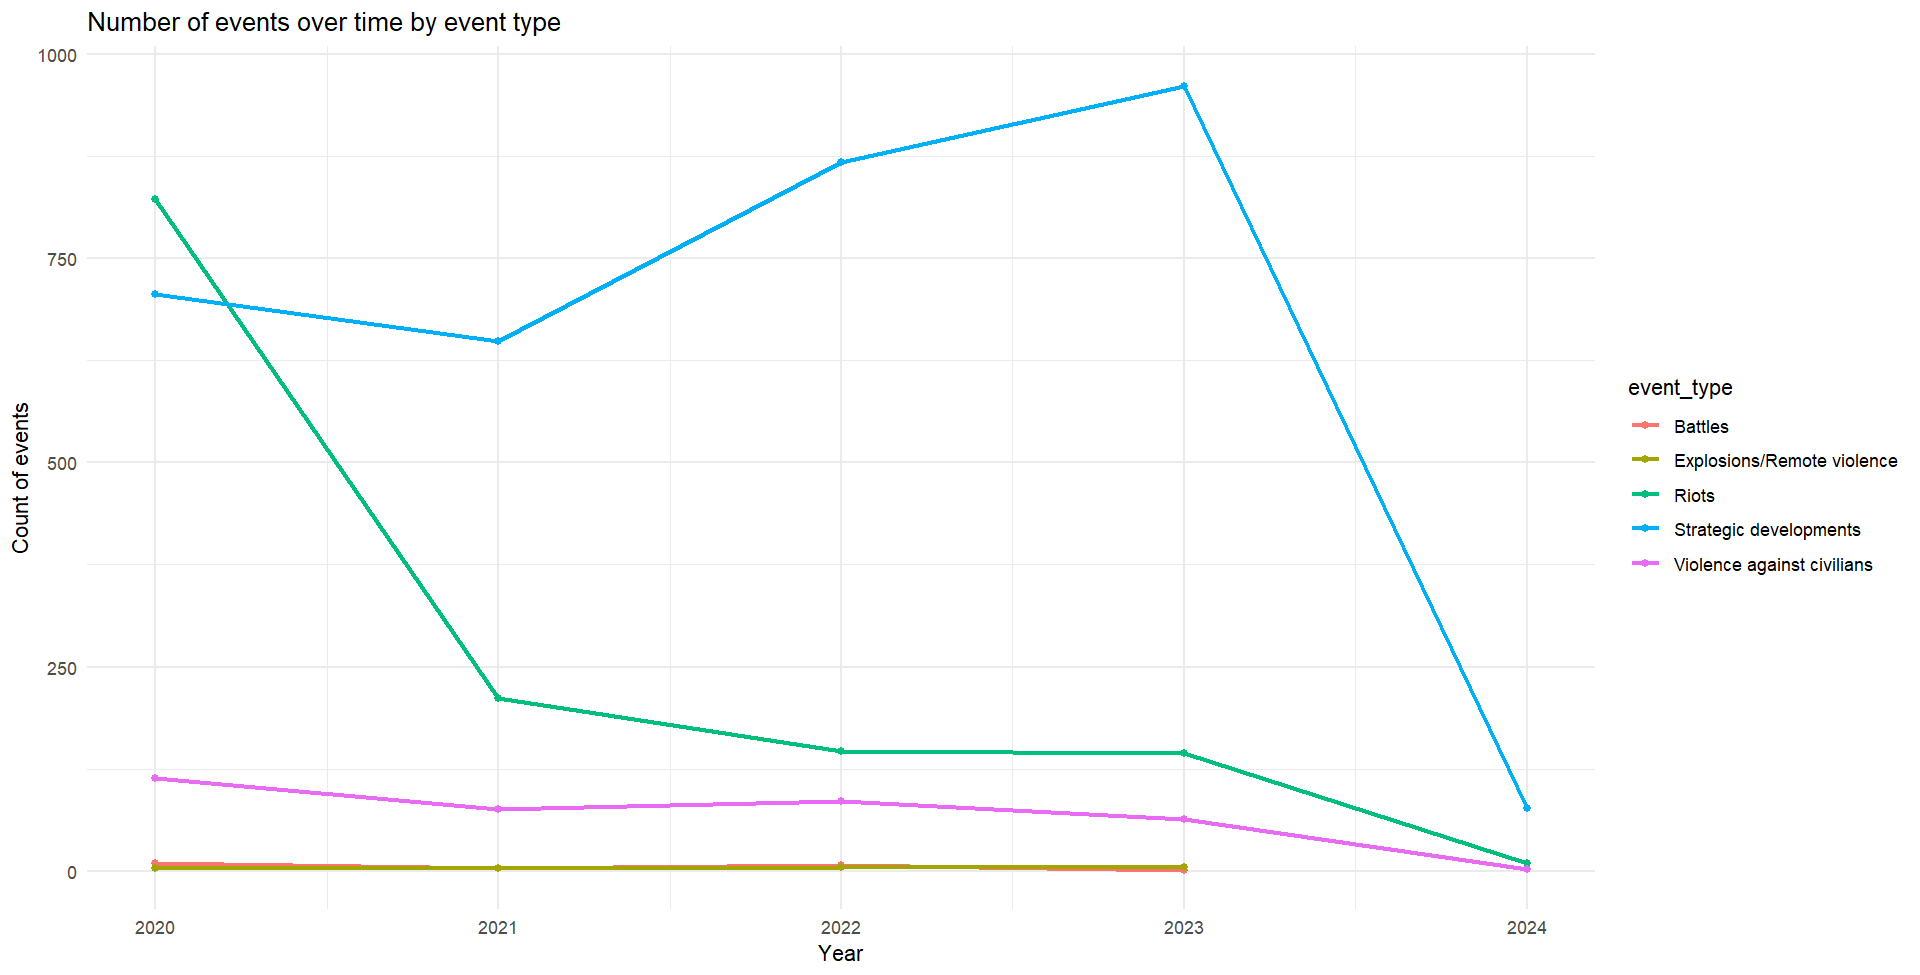 Number of events over time by event type
1000
750
500
250
0
Count of events
2020 2021 2022 2023 2024
Year
event_type
Battles
Explosions/Remote violence
Riots
Strategic developments
Violence against civilians